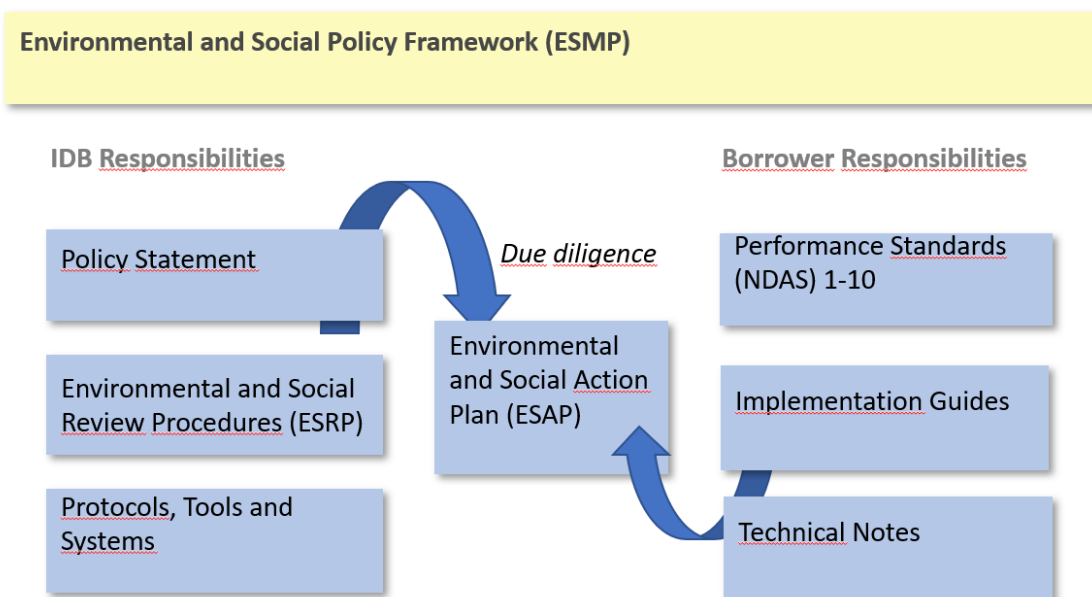 Environmental and Social Policy Framework (ESMP)
IDB Responsibilities
Policy Statement
Environmental and Social
Review Procedures (ESRP)
Protocols, Tools and
Systems
Due diligence
Environmental
and Social Action
Plan (ESAP)
Borrower Responsibilities
Performance Standards
(NDAS) 1-10
Implementation Guides
Technical Notes